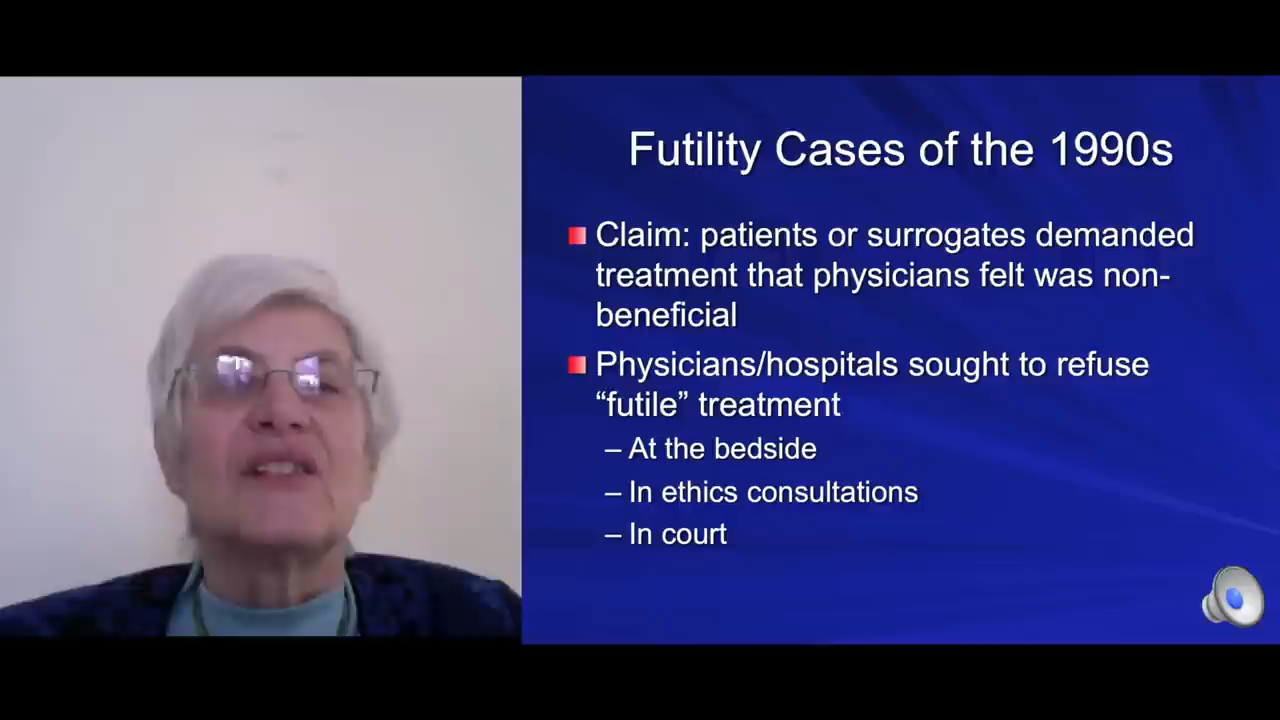 Futility Cases of the 1990s
Claim: patients or surrogates demanded
treatment that physicians felt was non-
beneficial
Physicians/hospitals sought to refuse
“futile” treatment
– At the bedside
– In ethics consultations
– In court